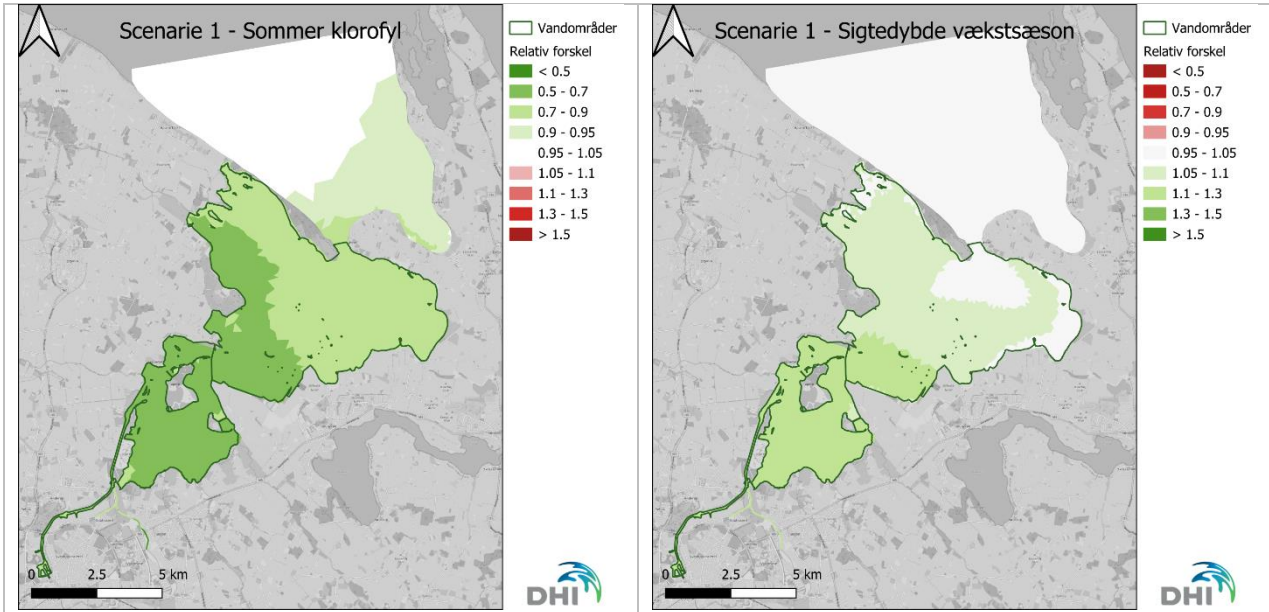 Scenarie 1 - Sommer klorofyl
Vandområder
Relativ forskel
< 0.5
0.5 - 0.7
0.7 - 0.9
0.9 - 0.95
0.95 - 1.05
1.05 - 1.1
1.1 - 1.3
1.3 - 1.5
> 1.5
0 2.5 5 km
DHI
Scenarie 1 - Sigtedybde vækstsæson
Vandområder
Relativ forskel
< 0.5
0.5 - 0.7
0.7 - 0.9
0.9 - 0.95
0.95 - 1.05
1.05 - 1.1
1.1 - 1.3
1.3 - 1.5
> 1.5
0 2.5 5 km
DHI